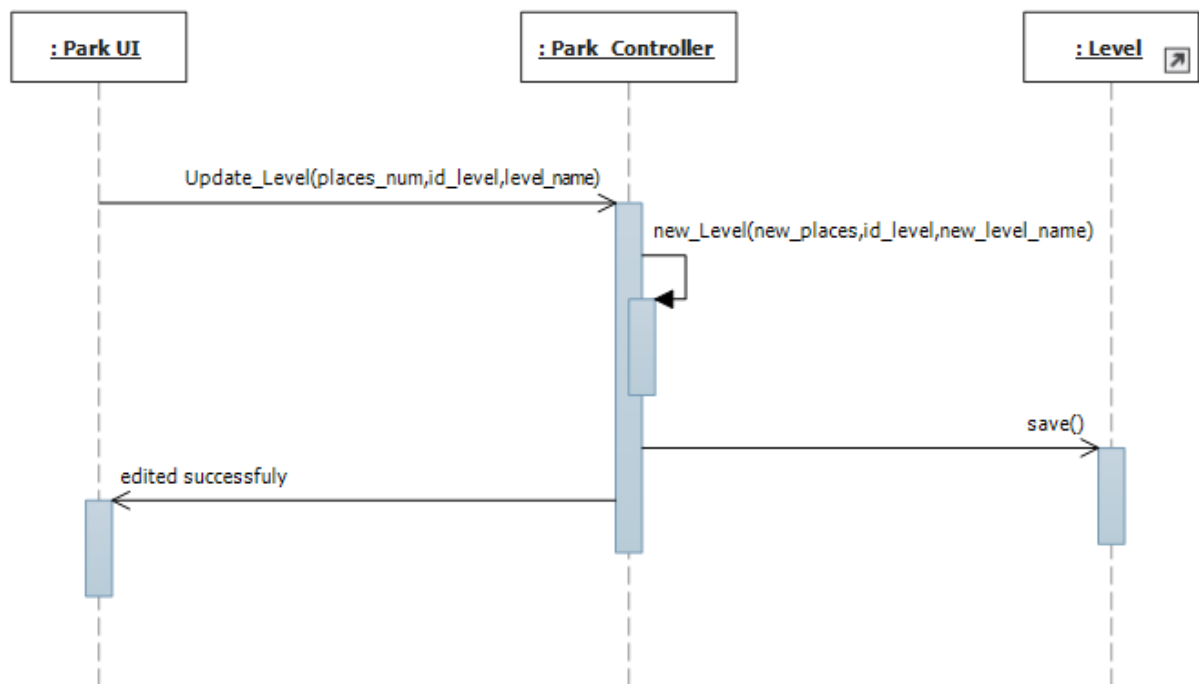 : Park UI
: Park_Controller
: Level
Update_Level(places_num,id_level,level_name)
new_Level(new_places,id_level,new_level_name)
save()
edited successfuly